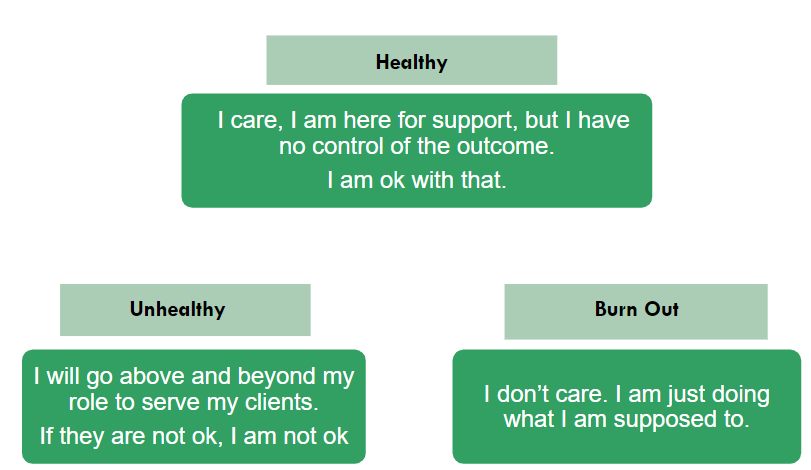 Healthy
I care, I am here for support, but I have
no control of the outcome.
I am ok with that.
Unhealthy
I will go above and beyond my
role to serve my clients.
If they are not ok, I am not ok
Burn Out
I don’t care. I am just doing
what I am supposed to.